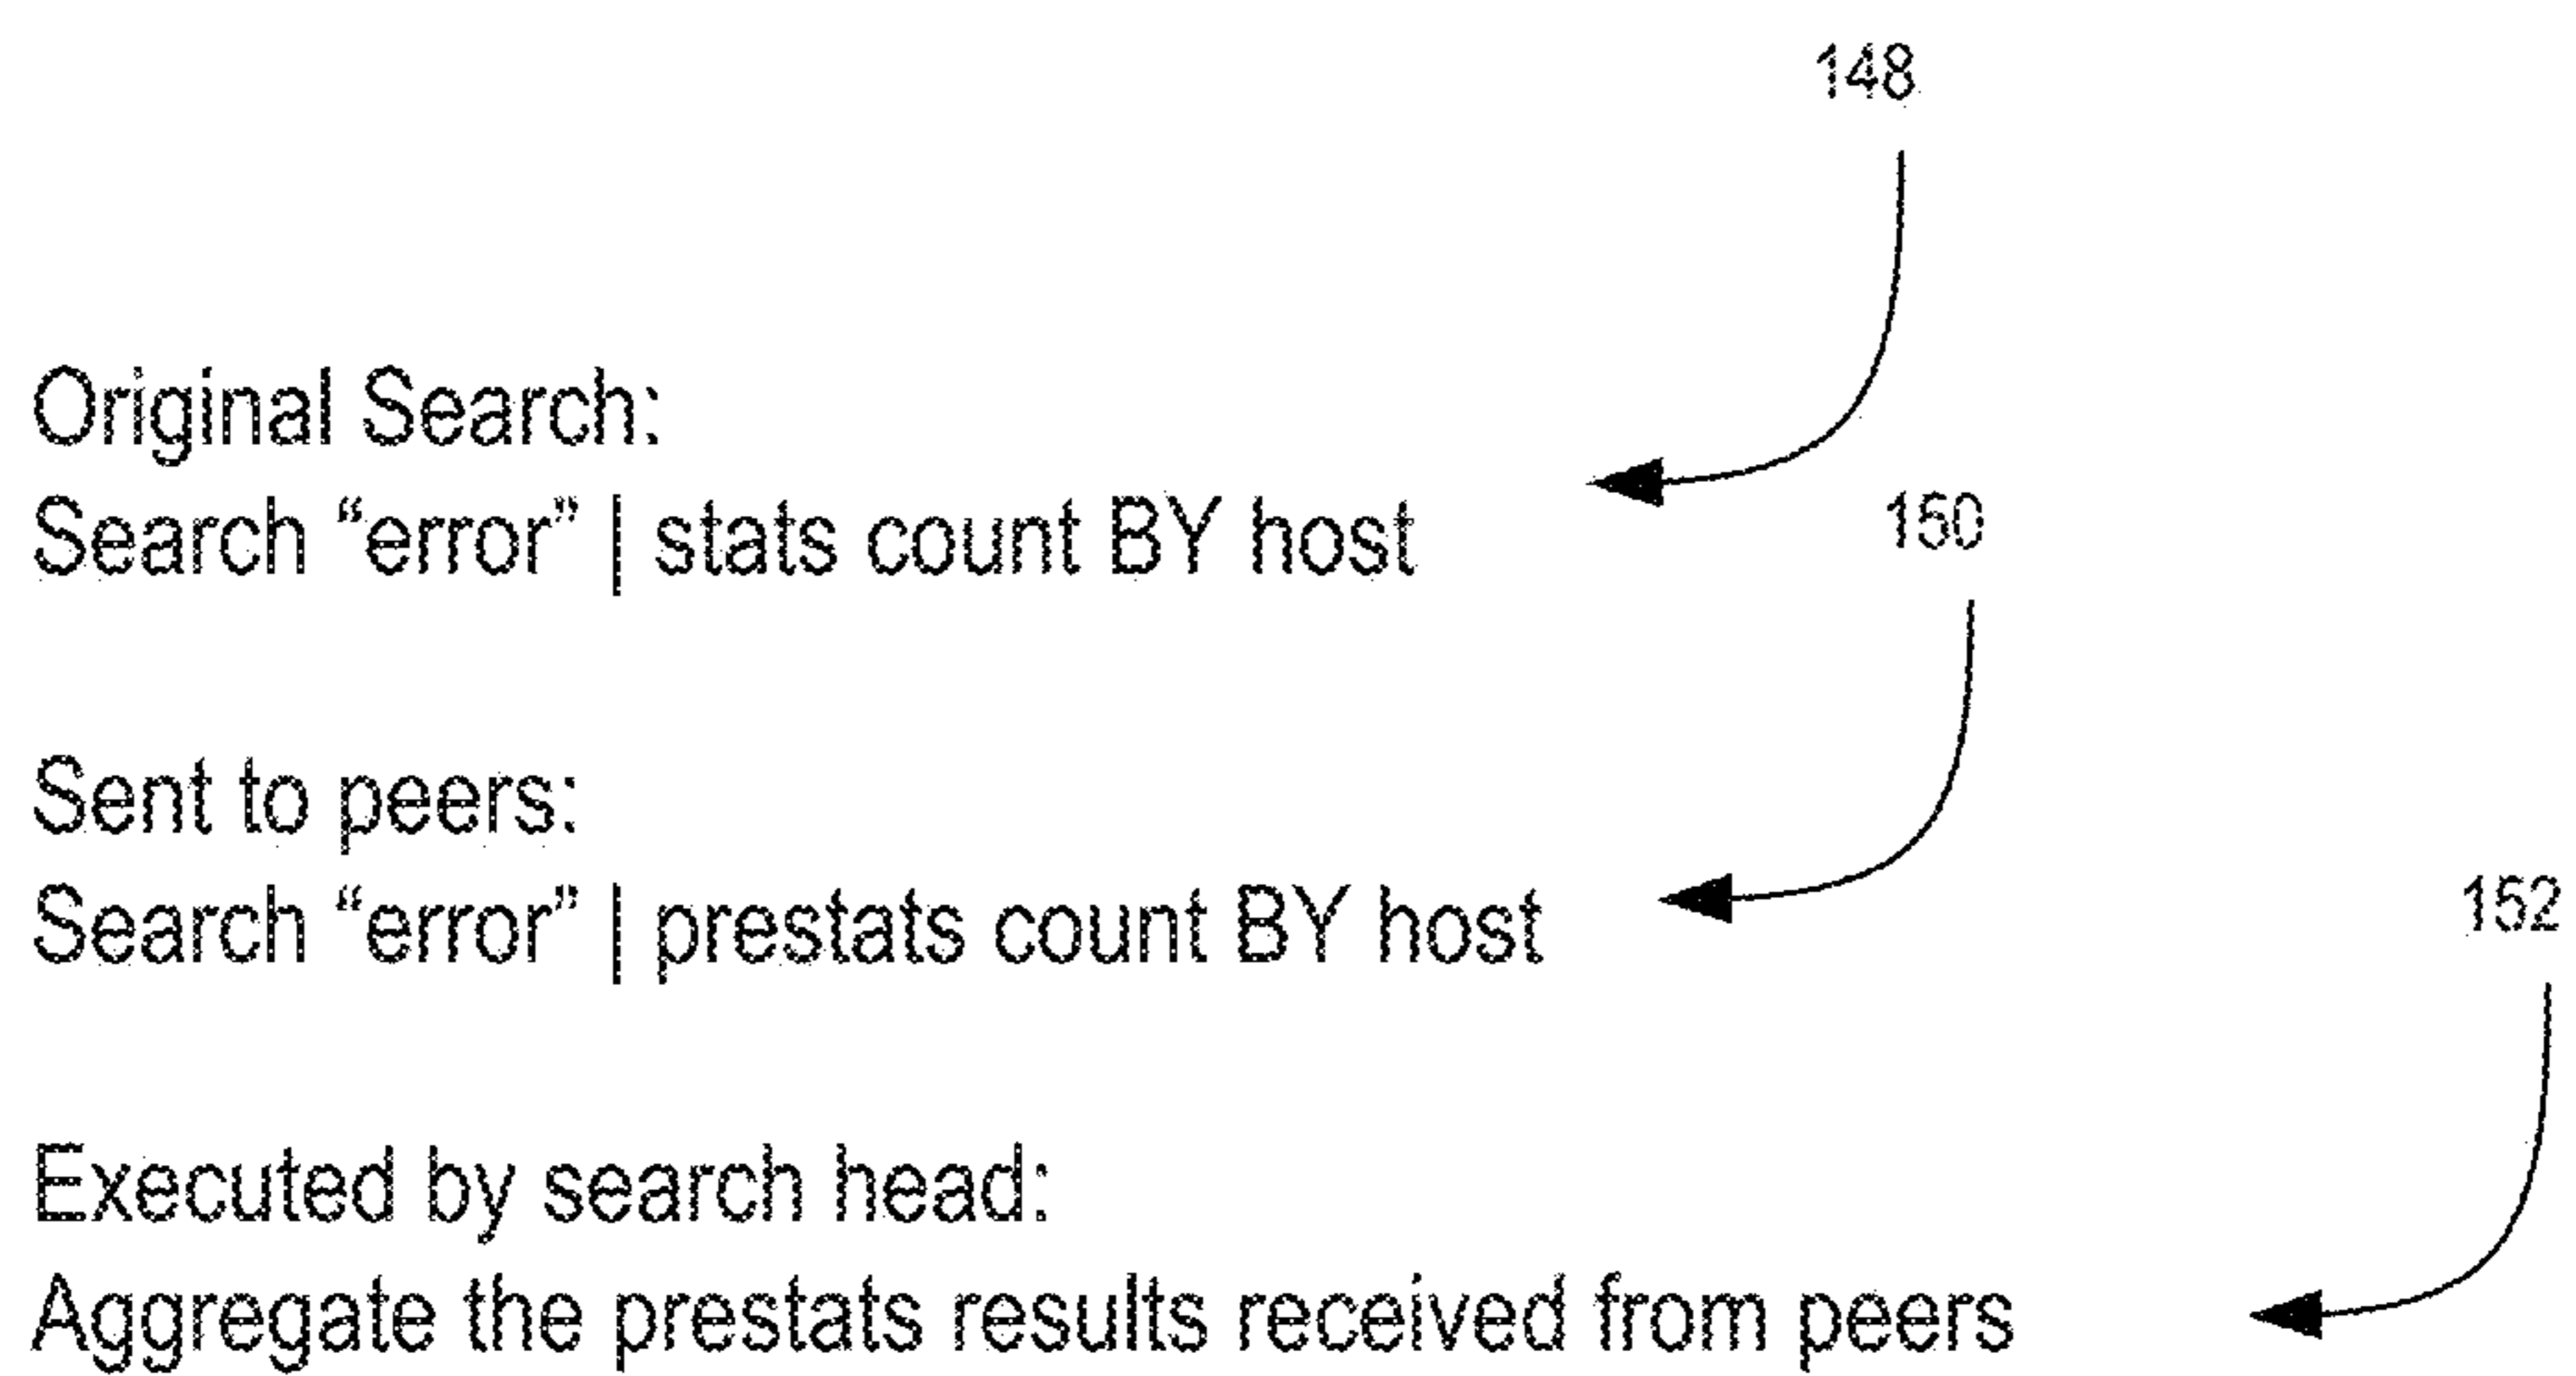 148
Original Search:
Search “error” | stats count BY host
150
Sent to peers:
Search “error” | prestats count BY host
152
Executed by search head:
Aggregate the prestats results received from peers